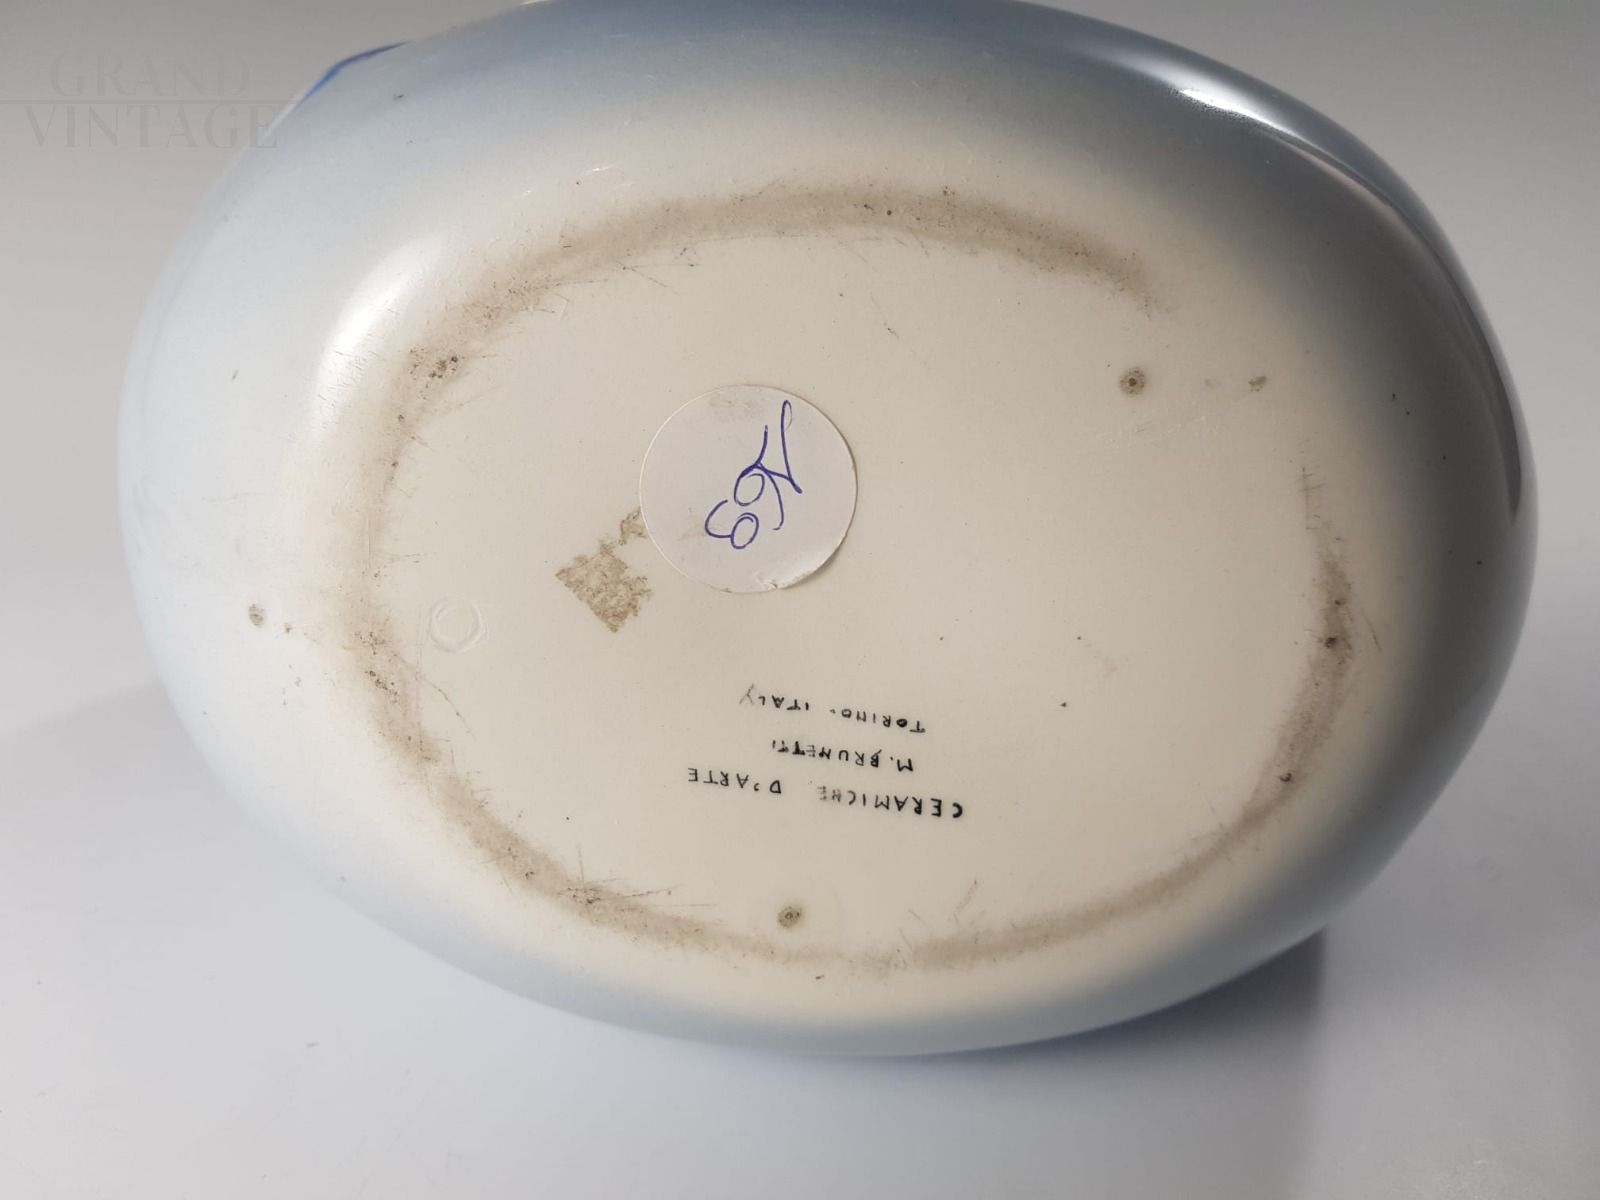 GRAND
VINTAGE
CERAMICHE D'ARTE
M. BRUNETTI
TORINO. ITALY